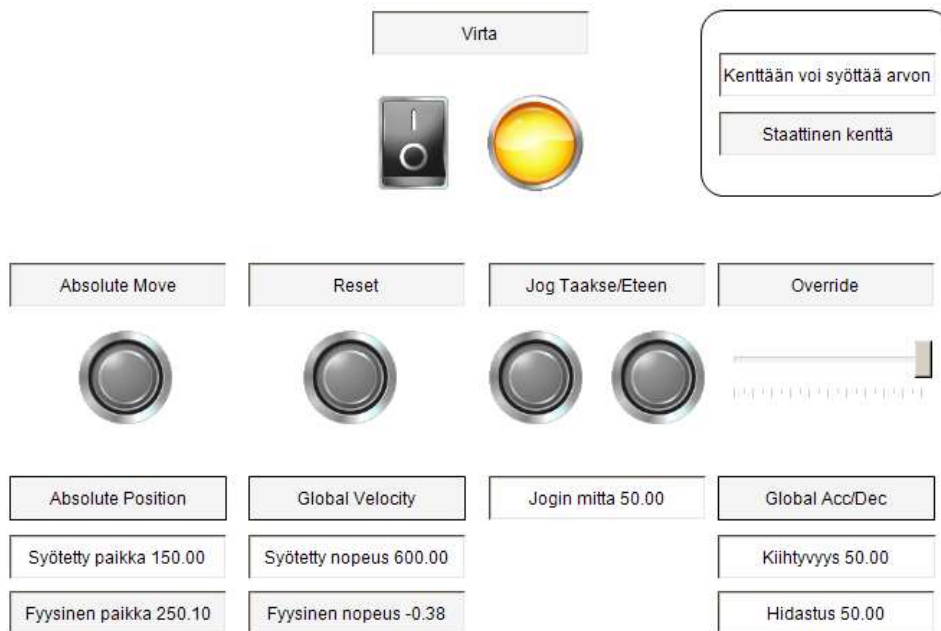 Virta
Kenttään voi syöttää arvon
Staattinen kenttä
Absolute Move
Reset
Jog Taakse/Eteen
Override
Absolute Position
Global Velocity
Jogin mitta 50.00
Global Acc/Dec
Syötetty paikka 150.00
Syötetty nopeus 600.00
Kiihtyvyys 50.00
Fyysinen paikka 250.10
Fyysinen nopeus -0.38
Hidastus 50.00